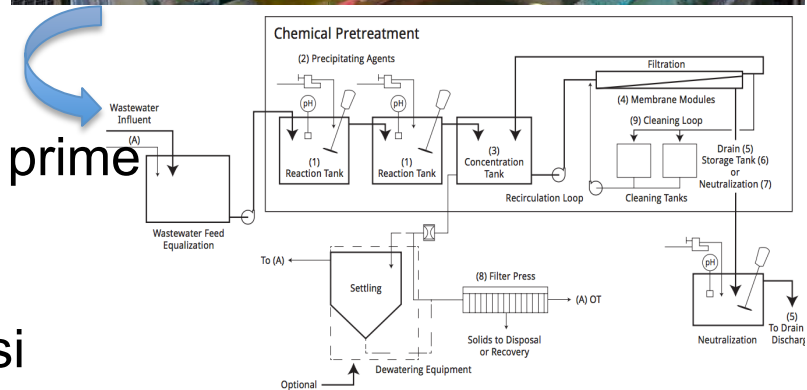 Chemical Pretreatment
(2) Precipitating Agents
Filtration
Wastewater
Influent
(A)
pH
pH
(4) Membrane Modules
(9) Cleaning Loop
prime
(1)
Reaction Tank
(1)
Reaction Tank
(3)
Concentration
Tank
Drain (5)
Storage Tank (6)
or
Neutralization (7)
Recirculation Loop
Cleaning Tanks
Wastewater Feed
Equalization
To (A)
Settling
(8) Filter Press
(A) OT
pH
Solids to Disposal
or Recovery
Neutralization
(5)
To Drain
Discharg
si
Dewatering Equipment
Optional